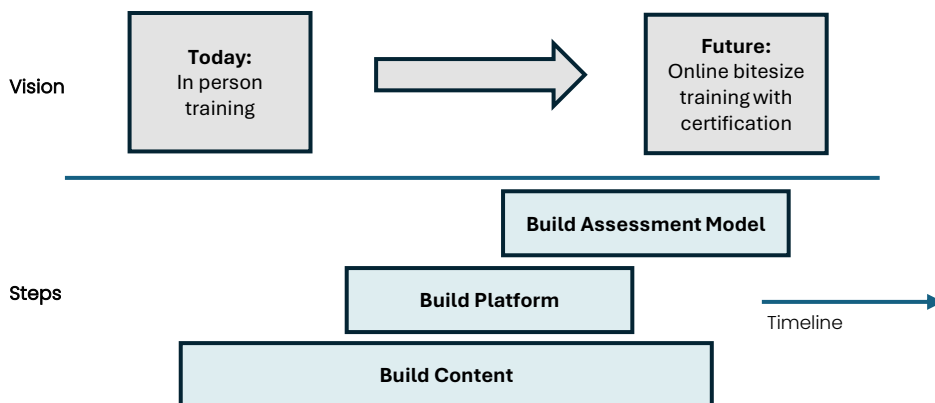 Vision
Today:
In person
training
Future:
Online bitesize
training with
certification
Steps
Build Assessment Model
Build Platform
Build Content
Timeline